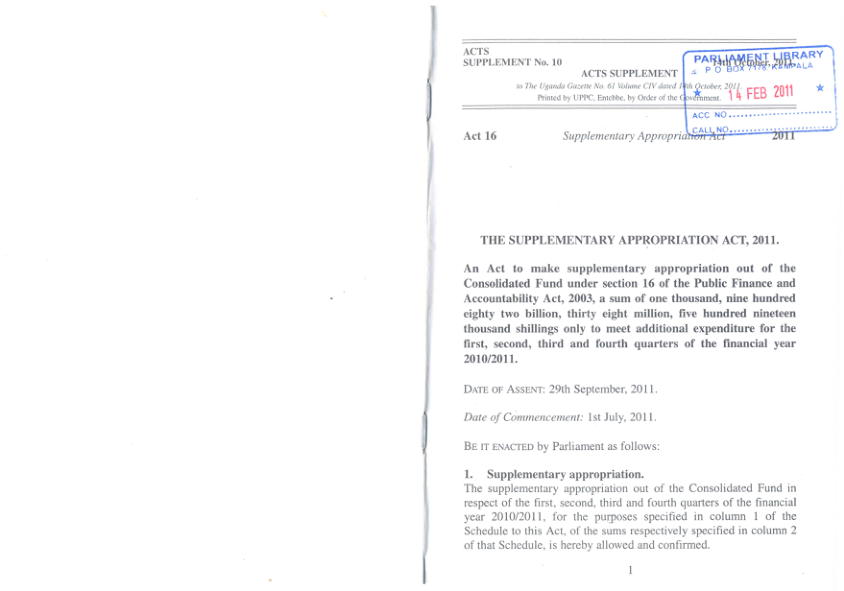 ACTS
SUPPLEMENT No. 10
14th October, 2011.
ACTS SUPPLEMENT
to The Uganda Gazette No. 61 Volume CIV dated 14th October, 2011.
Printed by UPPC, Entebbe, by Order of the Government.
PARLIAMENT LIBRARY
P O BOX 7178 KAMPALA
★ 14 FEB 2011 ★
ACC NO
CALL NO
Act 16 Supplementary Appropriation Act 2011
THE SUPPLEMENTARY APPROPRIATION ACT, 2011.
An Act to make supplementary appropriation out of the
Consolidated Fund under section 16 of the Public Finance and
Accountability Act, 2003, a sum of one thousand, nine hundred
eighty two billion, thirty eight million, five hundred nineteen
thousand shillings only to meet additional expenditure for the
first, second, third and fourth quarters of the financial year
2010/2011.
DATE OF ASSENT: 29th September, 2011.
Date of Commencement: 1st July, 2011.
BE IT ENACTED by Parliament as follows:
1. Supplementary appropriation.
The supplementary appropriation out of the Consolidated Fund in
respect of the first, second, third and fourth quarters of the financial
year 2010/2011, for the purposes specified in column 1 of the
Schedule to this Act, of the sums respectively specified in column 2
of that Schedule, is hereby allowed and confirmed.
1